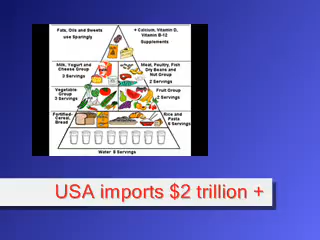 Fats, Oils and Sweets
use Sparingly
+ Calcium, Vitamin D,
Vitamin B-12
Supplements
Milk, Yogurt and
Cheese Group
3 Servings
Meat, Poultry, Fish
Dry Beans and
Nut Group
2 Servings
Vegetable
Group
3 Servings
Fruit Group
2 Servings
Fortified
Cereal,
Bread
Rice and
Pasta
6 Servings
Water 8 Servings
USA imports $2 trillion +